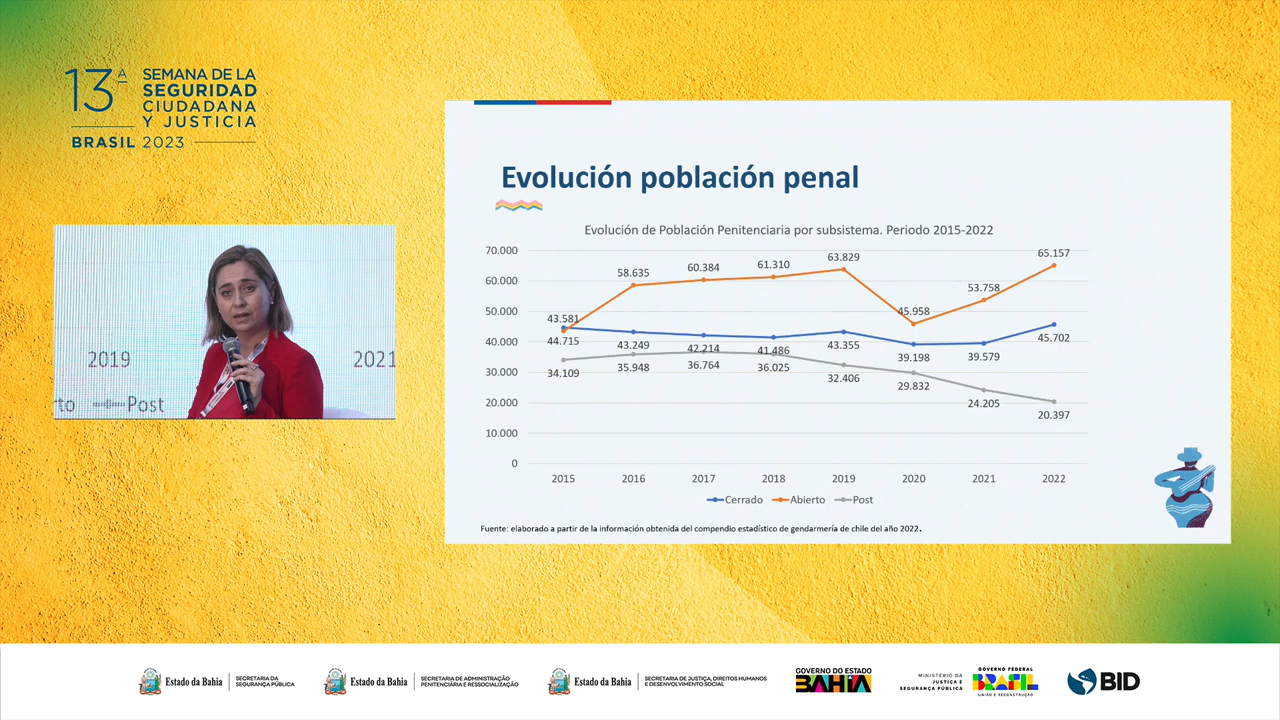 13ª
SEMANA DE LA
SEGURIDAD
CIUDADANA
Y JUSTICIA
BRASIL 2023
2019
2021
rto
Post
Evolución población penal
Evolución de Población Penitenciaria por subsistema. Periodo 2015-2022
70.000
60.000
50.000
40.000
30.000
20.000
10.000
0
43.581
58.635
60.384
61.310
63.829
45.958
53.758
65.157
44.715
43.249
42.214
41.486
43.355
39.198
39.579
45.702
34.109
35.948
36.764
36.025
32.406
29.832
24.205
20.397
2015 2016 2017 2018 2019 2020 2021 2022
Cerrado Abierto Post
Fuente: elaborado a partir de la información obtenida del compendio estadístico de gendarmería de chile del año 2022.
Estado da Bahia
SECRETARIA DA
SEGURANÇA PÚBLICA
Estado da Bahia
SECRETARIA DE ADMINISTRAÇÃO
PENITENCIÁRIA E RESSOCIALIZAÇÃO
Estado da Bahia
SECRETARIA DE JUSTIÇA, DIREITOS HUMANOS
E DESENVOLVIMENTO SOCIAL
GOVERNO DO ESTADO
BAHIA
MINISTÉRIO DA
JUSTIÇA E
SEGURANÇA PÚBLICA
GOVERNO FEDERAL
BRASIL
UNIÃO E RECONSTRUÇÃO
BID